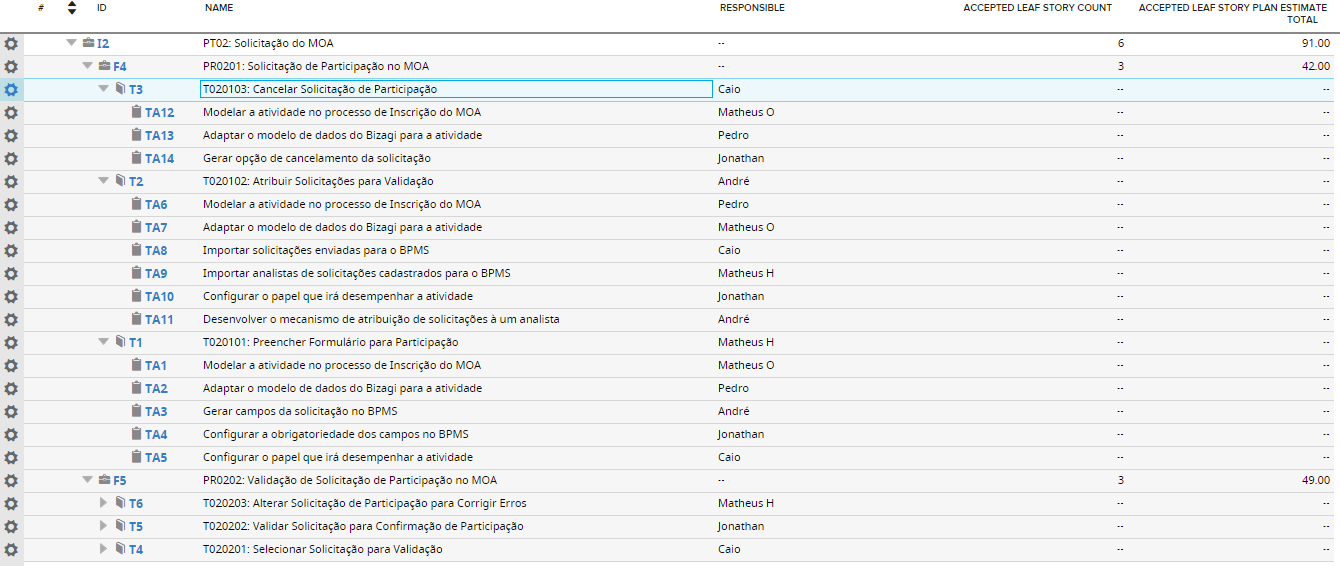 # ID NAME RESPONSIBLE ACCEPTED LEAF STORY COUNT ACCEPTED LEAF STORY PLAN ESTIMATE TOTAL
I2 PT02: Solicitação do MOA -- 6 91.00
F4 PR0201: Solicitação de Participação no MOA -- 3 42.00
T3 T020103: Cancelar Solicitação de Participação Caio -- --
TA12 Modelar a atividade no processo de Inscrição do MOA Matheus O -- --
TA13 Adaptar o modelo de dados do Bizagi para a atividade Pedro -- --
TA14 Gerar opção de cancelamento da solicitação Jonathan -- --
T2 T020102: Atribuir Solicitações para Validação André -- --
TA6 Modelar a atividade no processo de Inscrição do MOA Pedro -- --
TA7 Adaptar o modelo de dados do Bizagi para a atividade Matheus O -- --
TA8 Importar solicitações enviadas para o BPMS Caio -- --
TA9 Importar analistas de solicitações cadastrados para o BPMS Matheus H -- --
TA10 Configurar o papel que irá desempenhar a atividade Jonathan -- --
TA11 Desenvolver o mecanismo de atribuição de solicitações à um analista André -- --
T1 T020101: Preencher Formulário para Participação Matheus H -- --
TA1 Modelar a atividade no processo de Inscrição do MOA Matheus O -- --
TA2 Adaptar o modelo de dados do Bizagi para a atividade Pedro -- --
TA3 Gerar campos da solicitação no BPMS André -- --
TA4 Configurar a obrigatoriedade dos campos no BPMS Jonathan -- --
TA5 Configurar o papel que irá desempenhar a atividade Caio -- --
F5 PR0202: Validação de Solicitação de Participação no MOA -- 3 49.00
T6 T020203: Alterar Solicitação de Participação para Corrigir Erros Matheus H -- --
T5 T020202: Validar Solicitação para Confirmação de Participação Jonathan -- --
T4 T020201: Selecionar Solicitação para Validação Caio -- --